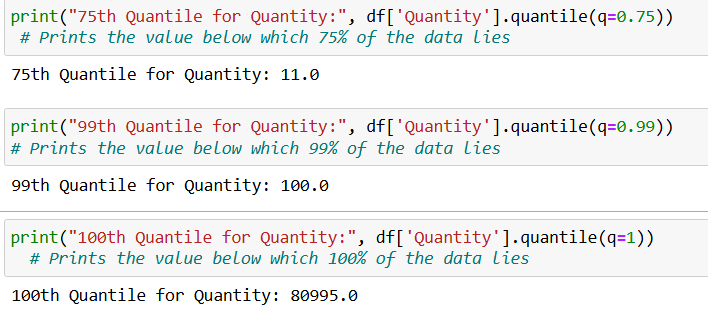 print("75th Quantile for Quantity:", df['Quantity'].quantile(q=0.75))
# Prints the value below which 75% of the data lies
75th Quantile for Quantity: 11.0
print("99th Quantile for Quantity:", df['Quantity'].quantile(q=0.99))
# Prints the value below which 99% of the data lies
99th Quantile for Quantity: 100.0
print("100th Quantile for Quantity:", df['Quantity'].quantile(q=1))
# Prints the value below which 100% of the data lies
100th Quantile for Quantity: 80995.0